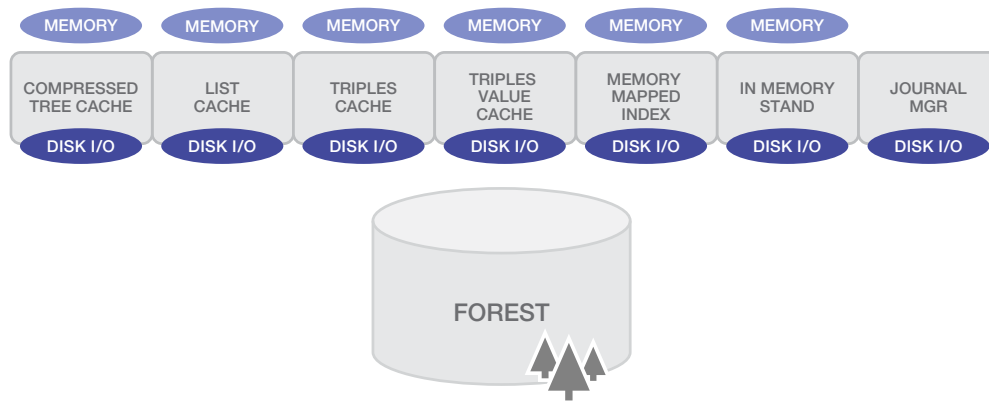 MEMORY MEMORY MEMORY MEMORY MEMORY MEMORY
COMPRESSED
TREE CACHE
LIST
CACHE
TRIPLES
CACHE
TRIPLES
VALUE
CACHE
MEMORY
MAPPED
INDEX
IN MEMORY
STAND
JOURNAL
MGR
DISK I/O DISK I/O DISK I/O DISK I/O DISK I/O DISK I/O DISK I/O
FOREST